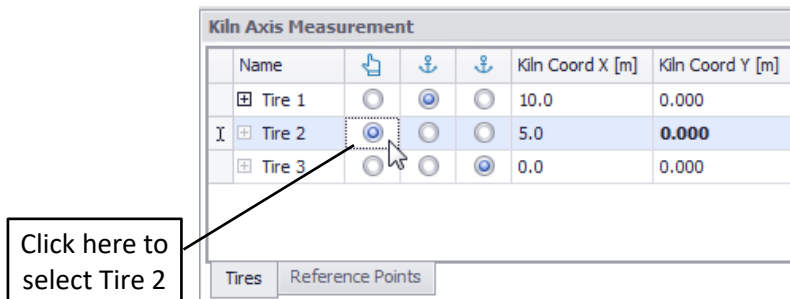 Kiln Axis Measurement
Name Kiln Coord X [m] Kiln Coord Y [m]
Tire 1 10.0 0.000
Tire 2 5.0 0.000
Tire 3 0.0 0.000
Click here to
select Tire 2
Tires Reference Points